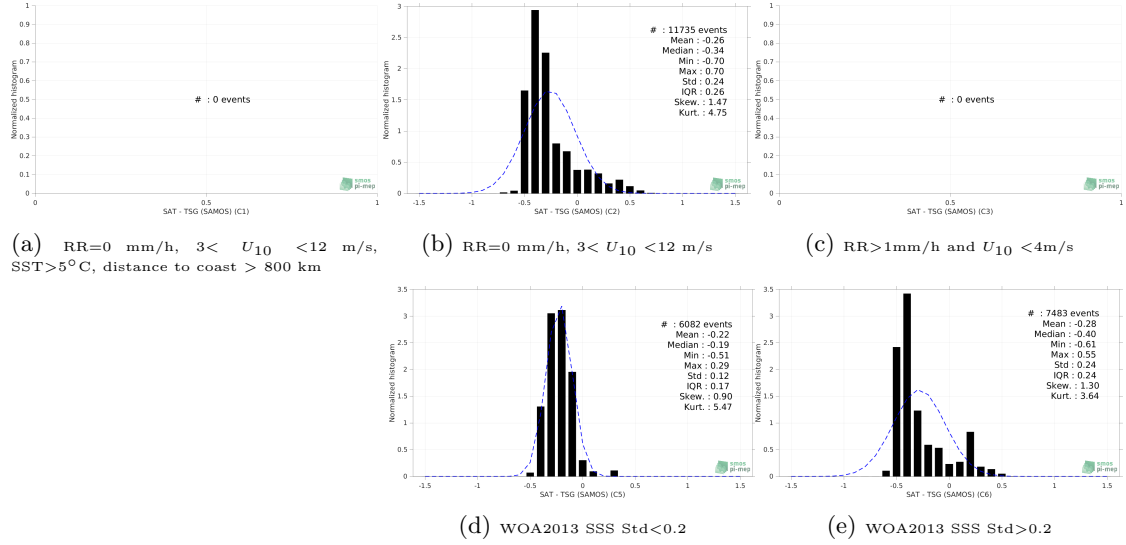 1
0.9
0.8
0.7
0.6
0.5
0.4
0.3
0.2
0.1
0
Normalized histogram
# : 0 events
smos
pi-mep
0 0.5 1
SAT - TSG (SAMOS) (C1)
(a) RR=0 mm/h, 3< U10 <12 m/s,
SST>5°C, distance to coast > 800 km
3
2.5
2
1.5
1
0.5
0
Normalized histogram
# : 11735 events
Mean : -0.26
Median : -0.34
Min : -0.70
Max : 0.70
Std : 0.24
IQR : 0.26
Skew. : 1.47
Kurt. : 4.75
smos
pi-mep
-1.5 -1 -0.5 0 0.5 1 1.5
SAT - TSG (SAMOS) (C2)
(b) RR=0 mm/h, 3< U10 <12 m/s
1
0.9
0.8
0.7
0.6
0.5
0.4
0.3
0.2
0.1
0
Normalized histogram
# : 0 events
smos
pi-mep
0 0.5 1
SAT - TSG (SAMOS) (C3)
(c) RR>1mm/h and U10 <4m/s
3.5
3
2.5
2
1.5
1
0.5
0
Normalized histogram
# : 6082 events
Mean : -0.22
Median : -0.19
Min : -0.51
Max : 0.29
Std : 0.12
IQR : 0.17
Skew. : 0.90
Kurt. : 5.47
smos
pi-mep
-1.5 -1 -0.5 0 0.5 1 1.5
SAT - TSG (SAMOS) (C5)
(d) WOA2013 SSS Std<0.2
3.5
3
2.5
2
1.5
1
0.5
0
Normalized histogram
# : 7483 events
Mean : -0.28
Median : -0.40
Min : -0.61
Max : 0.55
Std : 0.24
IQR : 0.24
Skew. : 1.30
Kurt. : 3.64
smos
pi-mep
-1.5 -1 -0.5 0 0.5 1 1.5
SAT - TSG (SAMOS) (C6)
(e) WOA2013 SSS Std>0.2